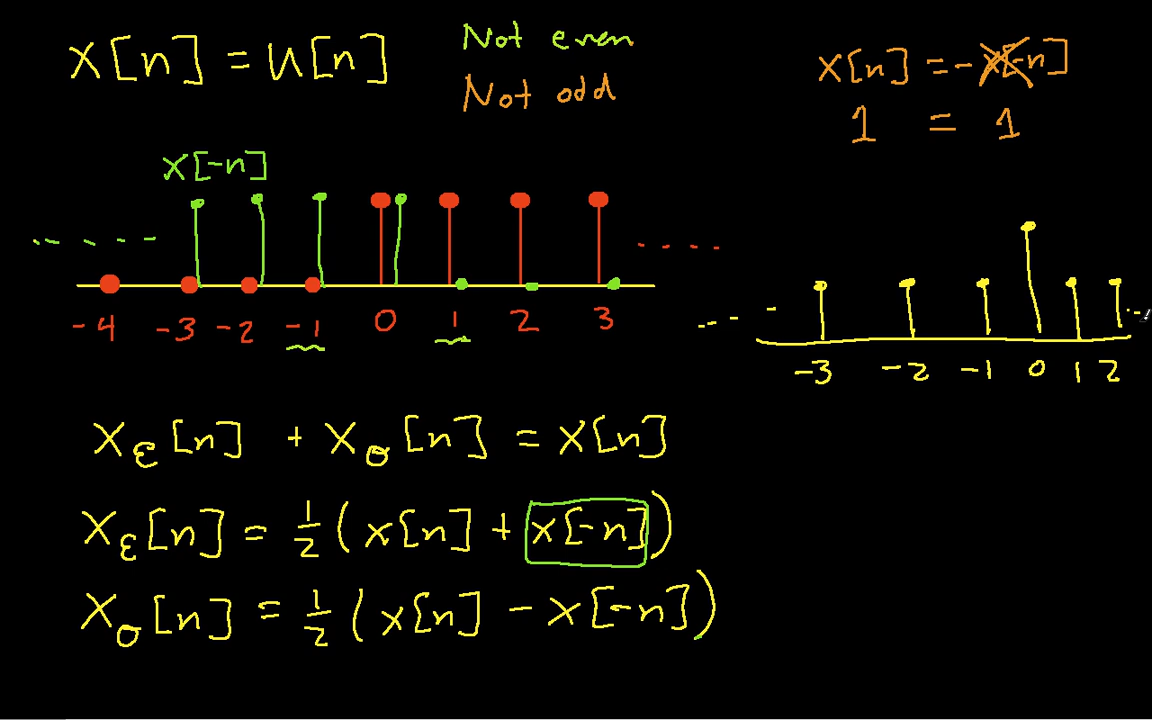 x[n] = u[n]
Not even
Not odd
x[n] = -x[-n]
1 = 1
x[-n]
-4 -3 -2 -1 0 1 2 3
-3 -2 -1 0 1 2
xε[n] + xo[n] = x[n]
xε[n] = 1/2 (x[n] + x[-n])
xo[n] = 1/2 (x[n] - x[-n])